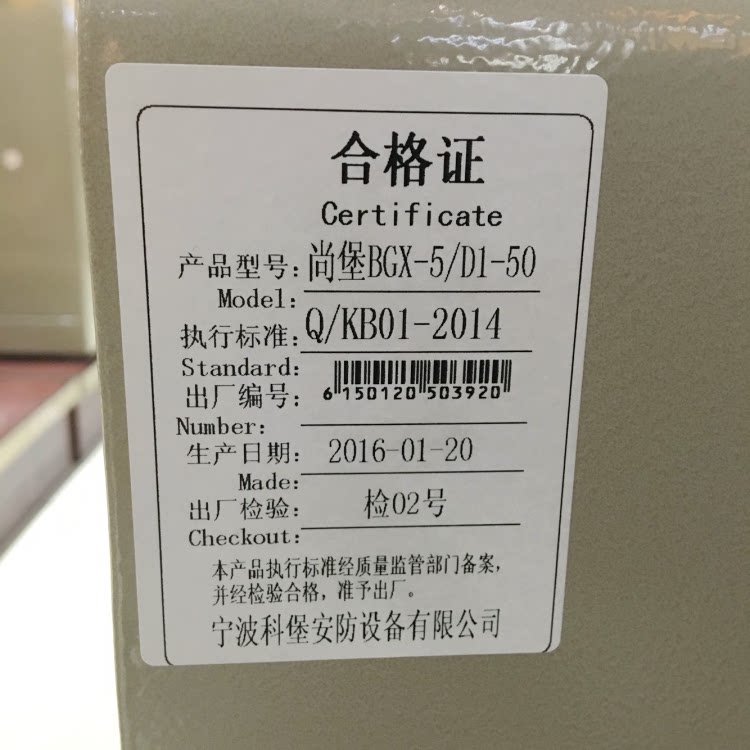 合格证
Certificate
产品型号：尚堡BGX-5/D1-50
Model:
执行标准：Q/KB01-2014
Standard:
出厂编号：
6 150120 503920
Number:
生产日期：2016-01-20
Made:
出厂检验：检02号
Checkout:
本产品执行标准经质量监管部门备案，
并经检验合格，准予出厂。
宁波科堡安防设备有限公司